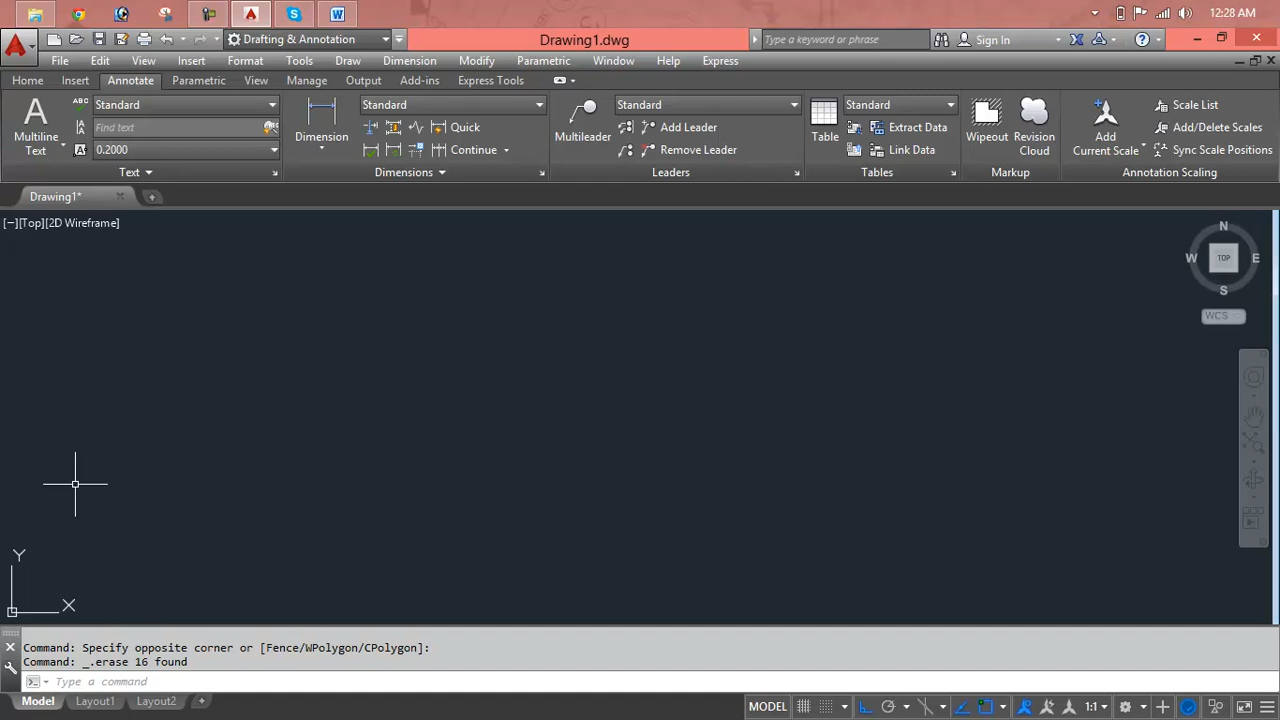 12:28 AM
Drafting & Annotation
Drawing1.dwg
Type a keyword or phrase
Sign In
File Edit View Insert Format Tools Draw Dimension Modify Parametric Window Help Express
Home Insert Annotate Parametric View Manage Output Add-ins Express Tools
Standard Standard Standard Standard Scale List
Multiline Text
Find text
0.2000
Dimension
Quick
Continue
Multileader
Add Leader
Remove Leader
Table
Extract Data
Link Data
Wipeout
Revision Cloud
Add Current Scale
Add/Delete Scales
Sync Scale Positions
Text Dimensions Leaders Tables Markup Annotation Scaling
Drawing1*
[−][Top][2D Wireframe]
N
W TOP E
S
WCS
Y
X
Command: Specify opposite corner or [Fence/WPolygon/CPolygon]:
Command: _.erase 16 found
Type a command
Model Layout1 Layout2 +
MODEL 1:1